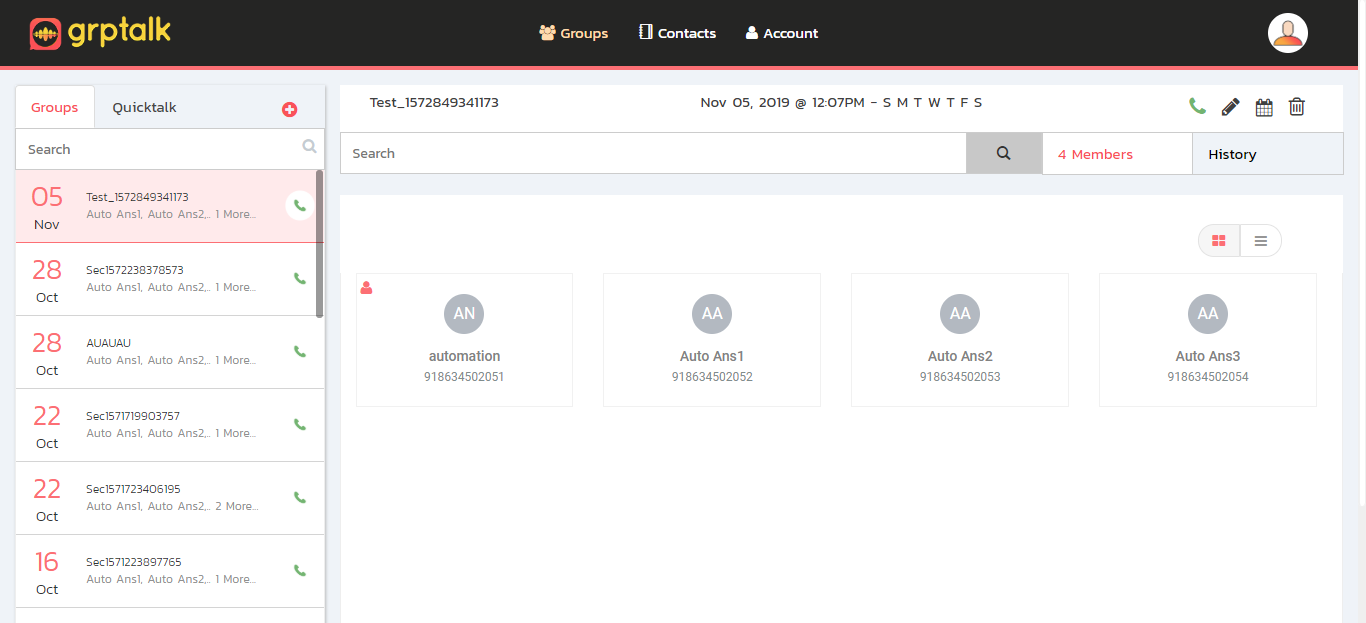 grptalk
Groups
Contacts
Account
Groups
Quicktalk
Search
05
Nov
Test_1572849341173
Auto Ans1, Auto Ans2,.. 1 More...
28
Oct
Sec1572238378573
Auto Ans1, Auto Ans2,.. 1 More...
28
Oct
AUAUAU
Auto Ans1, Auto Ans2,.. 1 More...
22
Oct
Sec1571719903757
Auto Ans1, Auto Ans2,.. 1 More...
22
Oct
Sec1571723406195
Auto Ans1, Auto Ans2,.. 2 More...
16
Oct
Sec1571223897765
Auto Ans1, Auto Ans2,.. 1 More...
Test_1572849341173
Nov 05, 2019 @ 12:07PM - S M T W T F S
Search
4 Members
History
AN
automation
918634502051
AA
Auto Ans1
918634502052
AA
Auto Ans2
918634502053
AA
Auto Ans3
918634502054